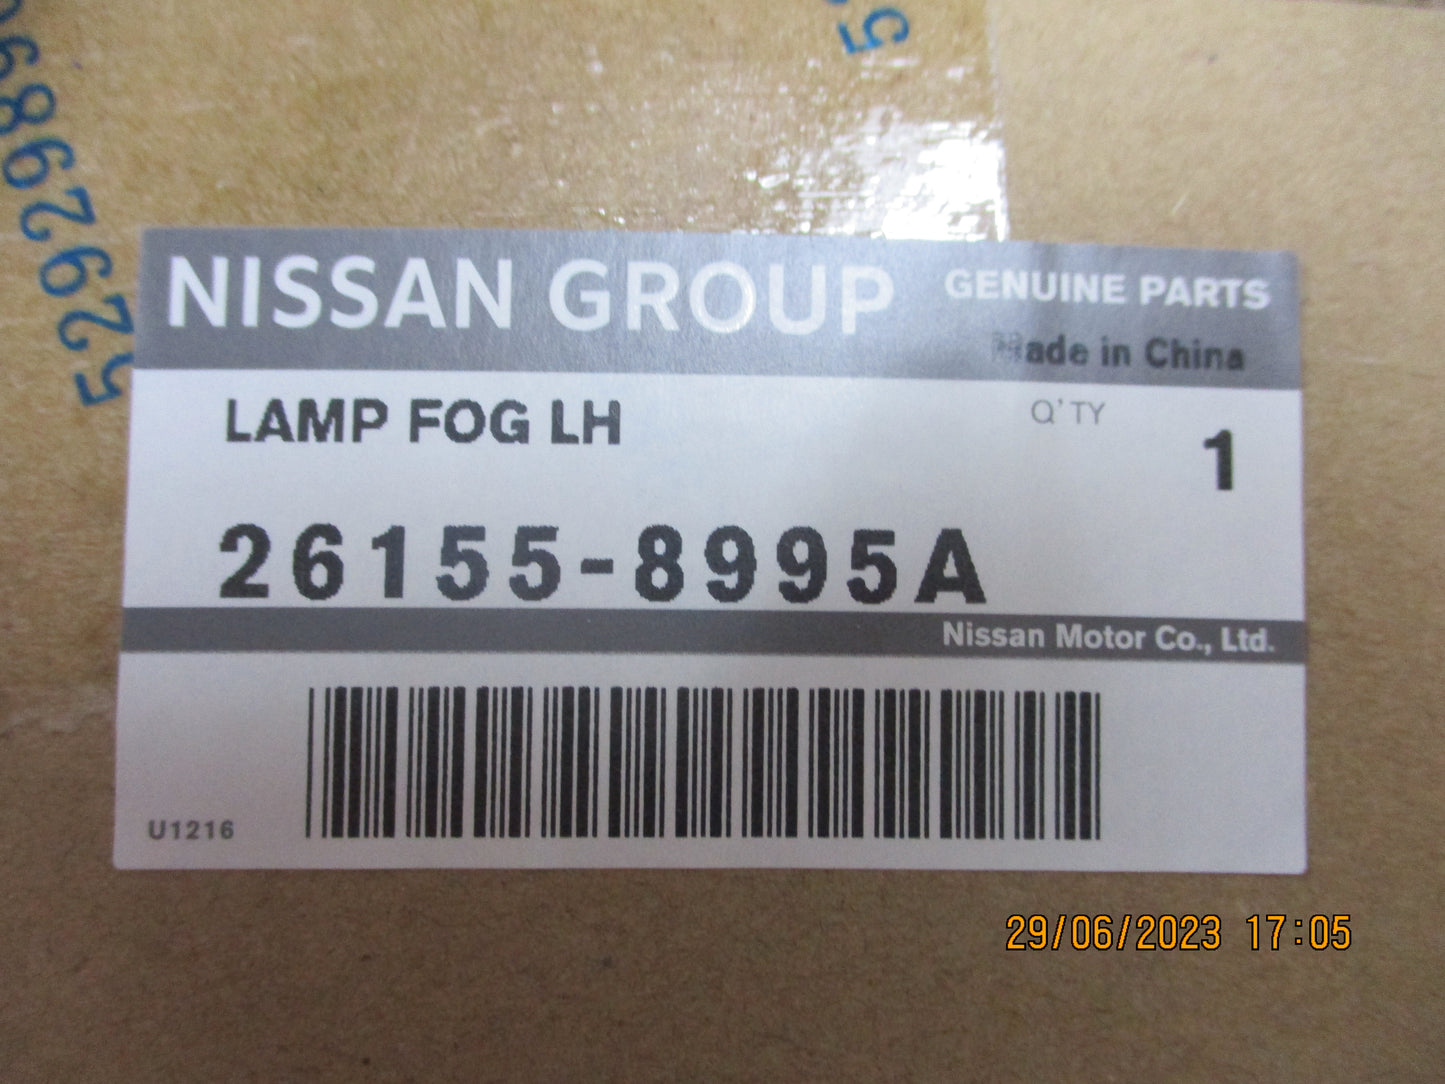 NISSAN GROUP
GENUINE PARTS
Made in China
LAMP FOG LH
Q'TY
1
26155-8995A
Nissan Motor Co., Ltd.
U1216
29/06/2023 17:05